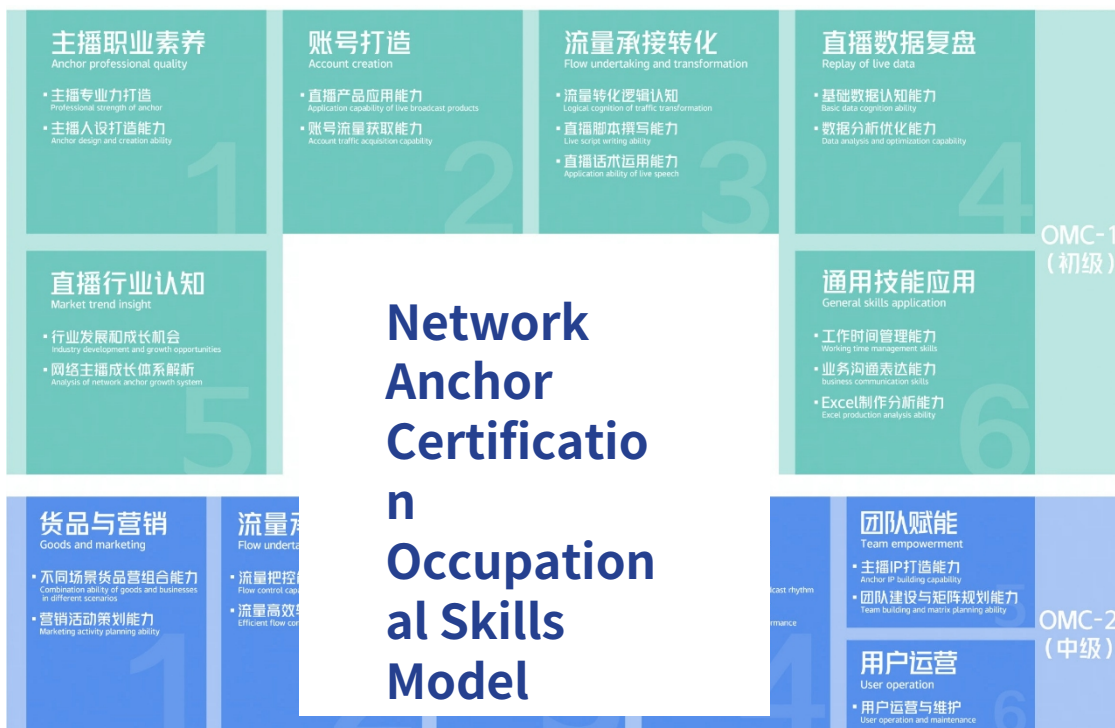 主播职业素养
Anchor professional quality
▪ 主播专业力打造
Professional strength of anchor
▪ 主播人设打造能力
Anchor design and creation ability
1
账号打造
Account creation
▪ 直播产品应用能力
Application capability of live broadcast products
▪ 账号流量获取能力
Account traffic acquisition capability
2
流量承接转化
Flow undertaking and transformation
▪ 流量转化逻辑认知
Logical cognition of traffic transformation
▪ 直播脚本撰写能力
Live script writing ability
▪ 直播话术运用能力
Application ability of live speech
3
直播数据复盘
Replay of live data
▪ 基础数据认知能力
Basic data cognition ability
▪ 数据分析优化能力
Data analysis and optimization capability
4
OMC-1
(初级)
直播行业认知
Market trend insight
▪ 行业发展和成长机会
Industry development and growth opportunities
▪ 网络主播成长体系解析
Analysis of network anchor growth system
5
Network
Anchor
Certificatio
n
Occupation
al Skills
Model
通用技能应用
General skills application
▪ 工作时间管理能力
Working time management skills
▪ 业务沟通表达能力
business communication skills
▪ Excel制作分析能力
Excel production analysis ability
6
货品与营销
Goods and marketing
▪ 不同场景货品营组合能力
Combination ability of goods and businesses
in different scenarios
▪ 营销活动策划能力
Marketing activity planning ability
1
流量
Flow
▪ 流量把控
Flow control
▪ 流量高效
Efficient flow
cast rhythm
4
团队赋能
Team empowerment
▪ 主播IP打造能力
Anchor IP building capability
▪ 团队建设与矩阵规划能力
Team building and matrix planning ability
5
OMC-2
(中级)
用户运营
User operation
▪ 用户运营与维护
User operation and maintenance
6